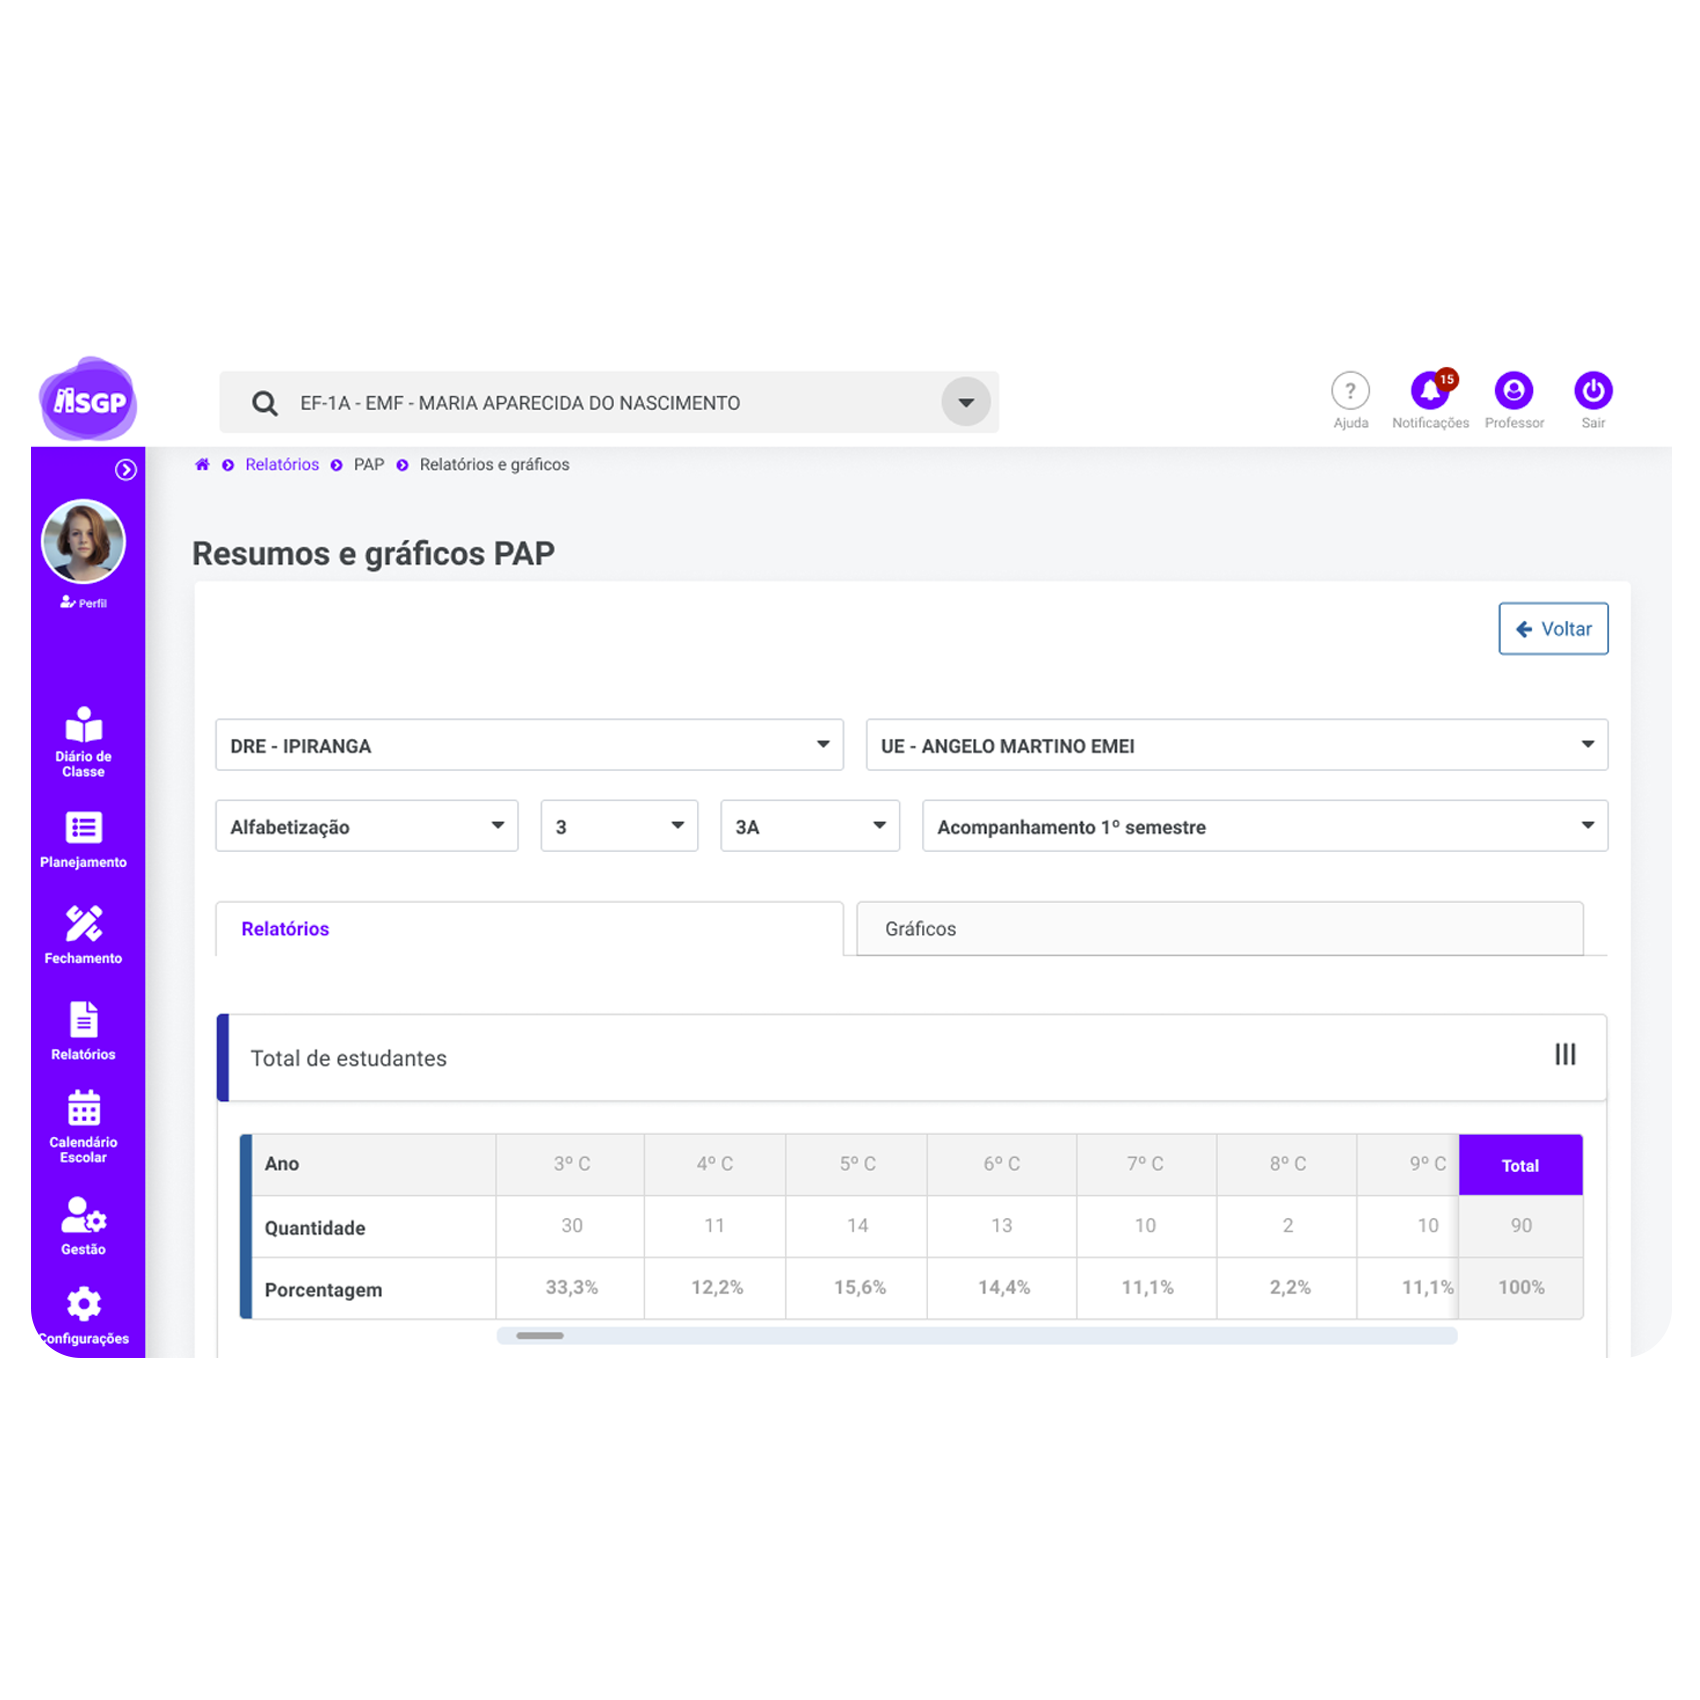 SGP
EF-1A - EMF - MARIA APARECIDA DO NASCIMENTO
?
Ajuda
15
Notificações
Professor
Sair
Relatórios
PAP
Relatórios e gráficos
Perfil
Resumos e gráficos PAP
Voltar
Diário de
Classe
Planejamento
Fechamento
Relatórios
Calendário
Escolar
Gestão
Configurações
DRE - IPIRANGA
UE - ANGELO MARTINO EMEI
Alfabetização
3
3A
Acompanhamento 1º semestre
Relatórios
Gráficos
Total de estudantes
Ano 3º C 4º C 5º C 6º C 7º C 8º C 9º C Total
Quantidade 30 11 14 13 10 2 10 90
Porcentagem 33,3% 12,2% 15,6% 14,4% 11,1% 2,2% 11,1% 100%